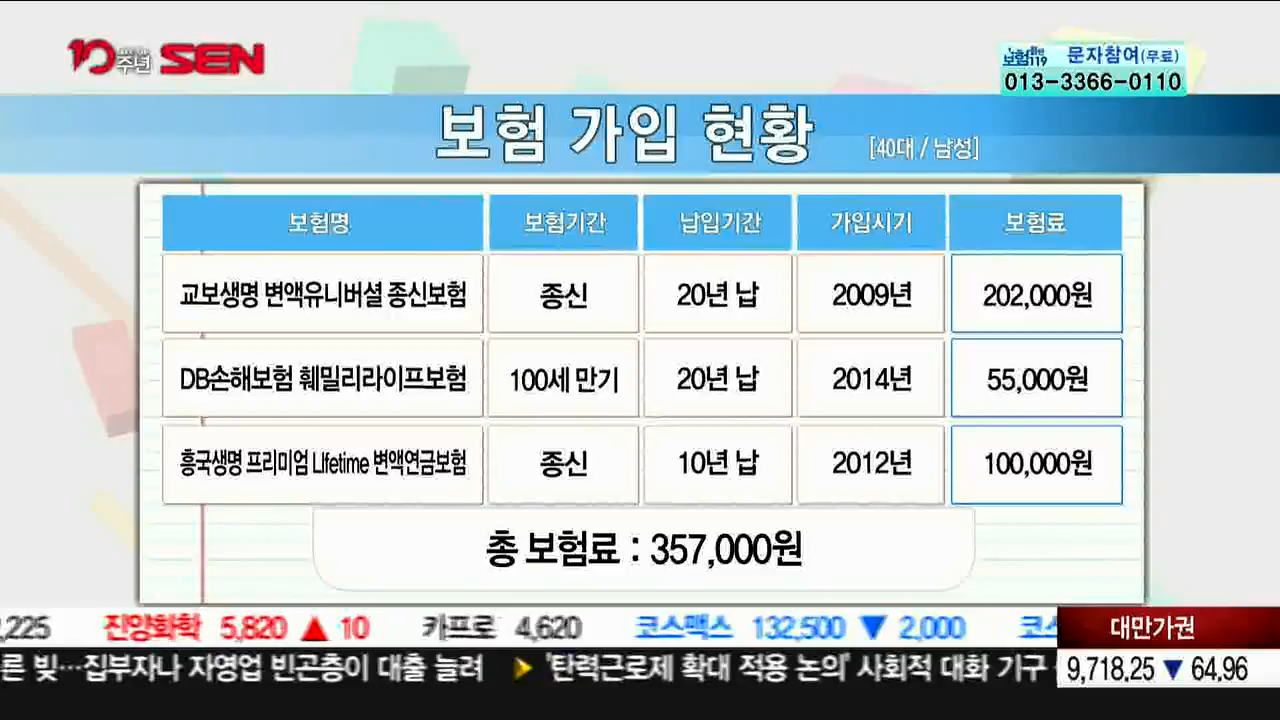 10주년 SEN
보험119 문자참여(무료)
013-3366-0110
보험 가입 현황 [40대 / 남성]
보험명 보험기간 납입기간 가입시기 보험료
교보생명 변액유니버셜 종신보험 종신 20년 납 2009년 202,000원
DB손해보험 훼밀리라이프보험 100세 만기 20년 납 2014년 55,000원
흥국생명 프리미엄 LIfetime 변액연금보험 종신 10년 납 2012년 100,000원
총 보험료 : 357,000원
,225 진양화학 5,820 ▲ 10 카프로 4,620 코스맥스 132,500 ▼ 2,000 코스 대만가권
른 빚…집부자나 자영업 빈곤층이 대출 늘려 ▶ '탄력근로제 확대 적용 논의' 사회적 대화 기구 9,718.25 ▼ 64.96